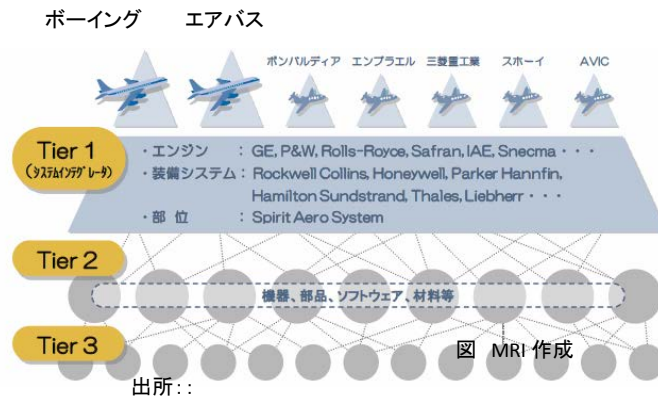 ボーイング エアバス
ボンバルディア エンブラエル 三菱重工業 スホーイ AVIC
Tier 1
(ｼｽﾃﾑｲﾝﾃｸﾞﾚｰﾀ)
・エンジン ： GE, P&W, Rolls-Royce, Safran, IAE, Snecma ・・・
・装備システム： Rockwell Collins, Honeywell, Parker Hannfin,
Hamilton Sundstrand, Thales, Liebherr ・・・
・部 位 ： Spirit Aero System
Tier 2
機器、部品、ソフトウェア、材料等
Tier 3
図 MRI 作成
出所：：